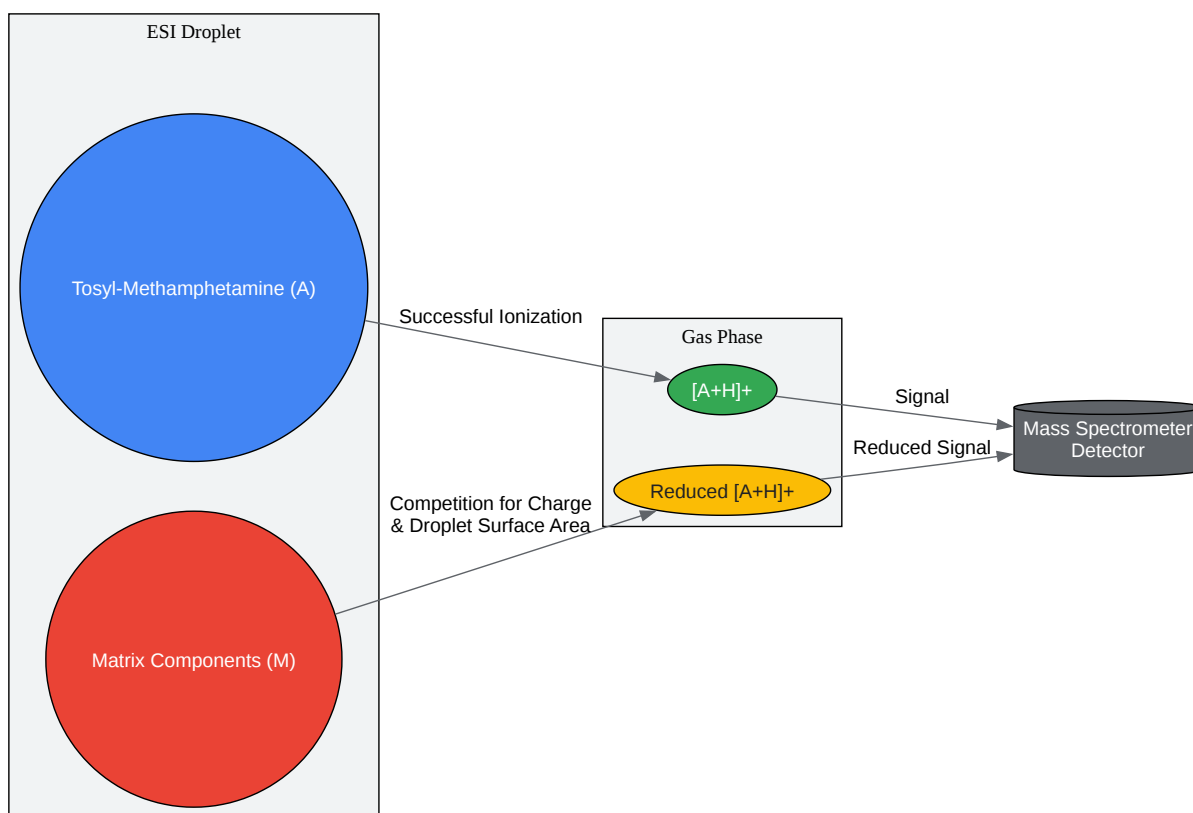 ESI Droplet
Tosyl-Methamphetamine (A)
Successful Ionization
Gas Phase
[A+H]+
Signal
Mass Spectrometer
Detector
Reduced Signal
Reduced [A+H]+
Competition for Charge
& Droplet Surface Area
Matrix Components (M)